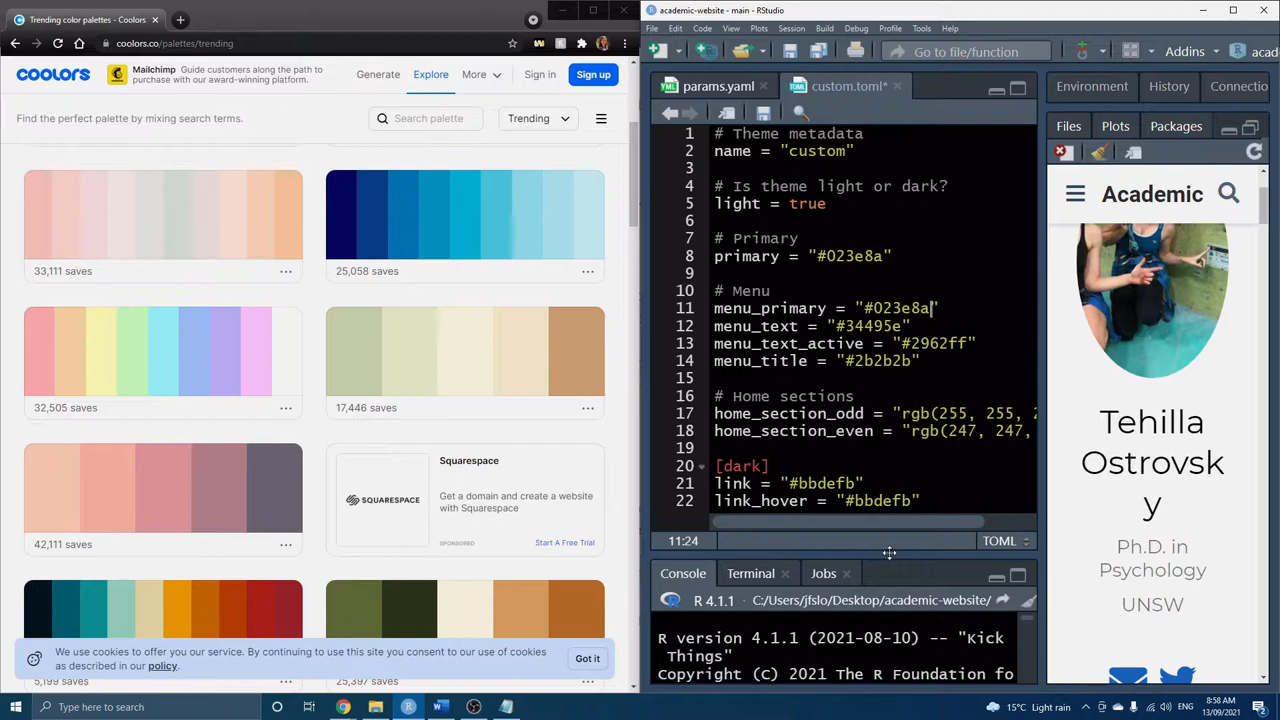 Trending color palettes - Coolors
coolors.co/palettes/trending
coolors
Mailchimp Guide customers along the path to
purchase with our award-winning platform.
Generate
Explore
More
Sign in
Sign up
Find the perfect palette by mixing search terms.
Search palette
Trending
33,111 saves
25,058 saves
32,505 saves
17,446 saves
42,111 saves
SQUARESPACE
Squarespace
Get a domain and create a website
with Squarespace
SPONSORED
Start A Free Trial
5,199 saves
25,397 saves
We use cookies to offer you our service. By continuing to use this site you consent to our use of cookies
as described in our policy.
Got it
academic-website - main - RStudio
File Edit Code View Plots Session Build Debug Profile Tools Help
Go to file/function
Addins
acad
params.yaml
custom.toml*
1 # Theme metadata
2 name = "custom"
3
4 # Is theme light or dark?
5 light = true
6
7 # Primary
8 primary = "#023e8a"
9
10 # Menu
11 menu_primary = "#023e8a"
12 menu_text = "#34495e"
13 menu_text_active = "#2962ff"
14 menu_title = "#2b2b2b"
15
16 # Home sections
17 home_section_odd = "rgb(255, 255, 2
18 home_section_even = "rgb(247, 247,
19
20 [dark]
21 link = "#bbdefb"
22 link_hover = "#bbdefb"
11:24
TOML
Console
Terminal
Jobs
R 4.1.1 · C:/Users/jfslo/Desktop/academic-website/
R version 4.1.1 (2021-08-10) -- "Kick
Things"
Copyright (C) 2021 The R Foundation fo
Environment
History
Connectio
Files
Plots
Packages
Academic
Tehilla
Ostrovsk
y
Ph.D. in
Psychology
UNSW
Type here to search
15°C Light rain
ENG
8:58 AM
13/09/2021
2